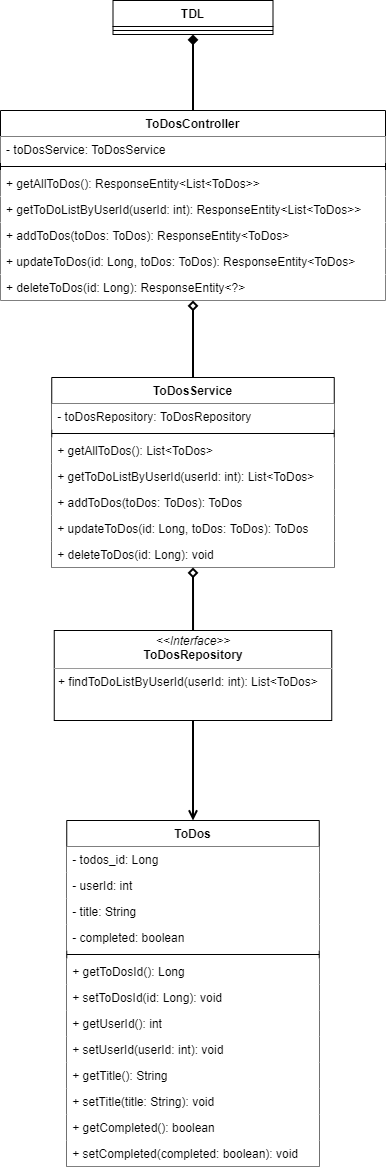 TDL
ToDosController
- toDosService: ToDosService
+ getAllToDos(): ResponseEntity<List<ToDos>>
+ getToDoListByUserId(userId: int): ResponseEntity<List<ToDos>>
+ addToDos(toDos: ToDos): ResponseEntity<ToDos>
+ updateToDos(id: Long, toDos: ToDos): ResponseEntity<ToDos>
+ deleteToDos(id: Long): ResponseEntity<?>
ToDosService
- toDosRepository: ToDosRepository
+ getAllToDos(): List<ToDos>
+ getToDoListByUserId(userId: int): List<ToDos>
+ addToDos(toDos: ToDos): ToDos
+ updateToDos(id: Long, toDos: ToDos): ToDos
+ deleteToDos(id: Long): void
<<Interface>>
ToDosRepository
+ findToDoListByUserId(userId: int): List<ToDos>
ToDos
- todos_id: Long
- userId: int
- title: String
- completed: boolean
+ getToDosId(): Long
+ setToDosId(id: Long): void
+ getUserId(): int
+ setUserId(userId: int): void
+ getTitle(): String
+ setTitle(title: String): void
+ getCompleted(): boolean
+ setCompleted(completed: boolean): void